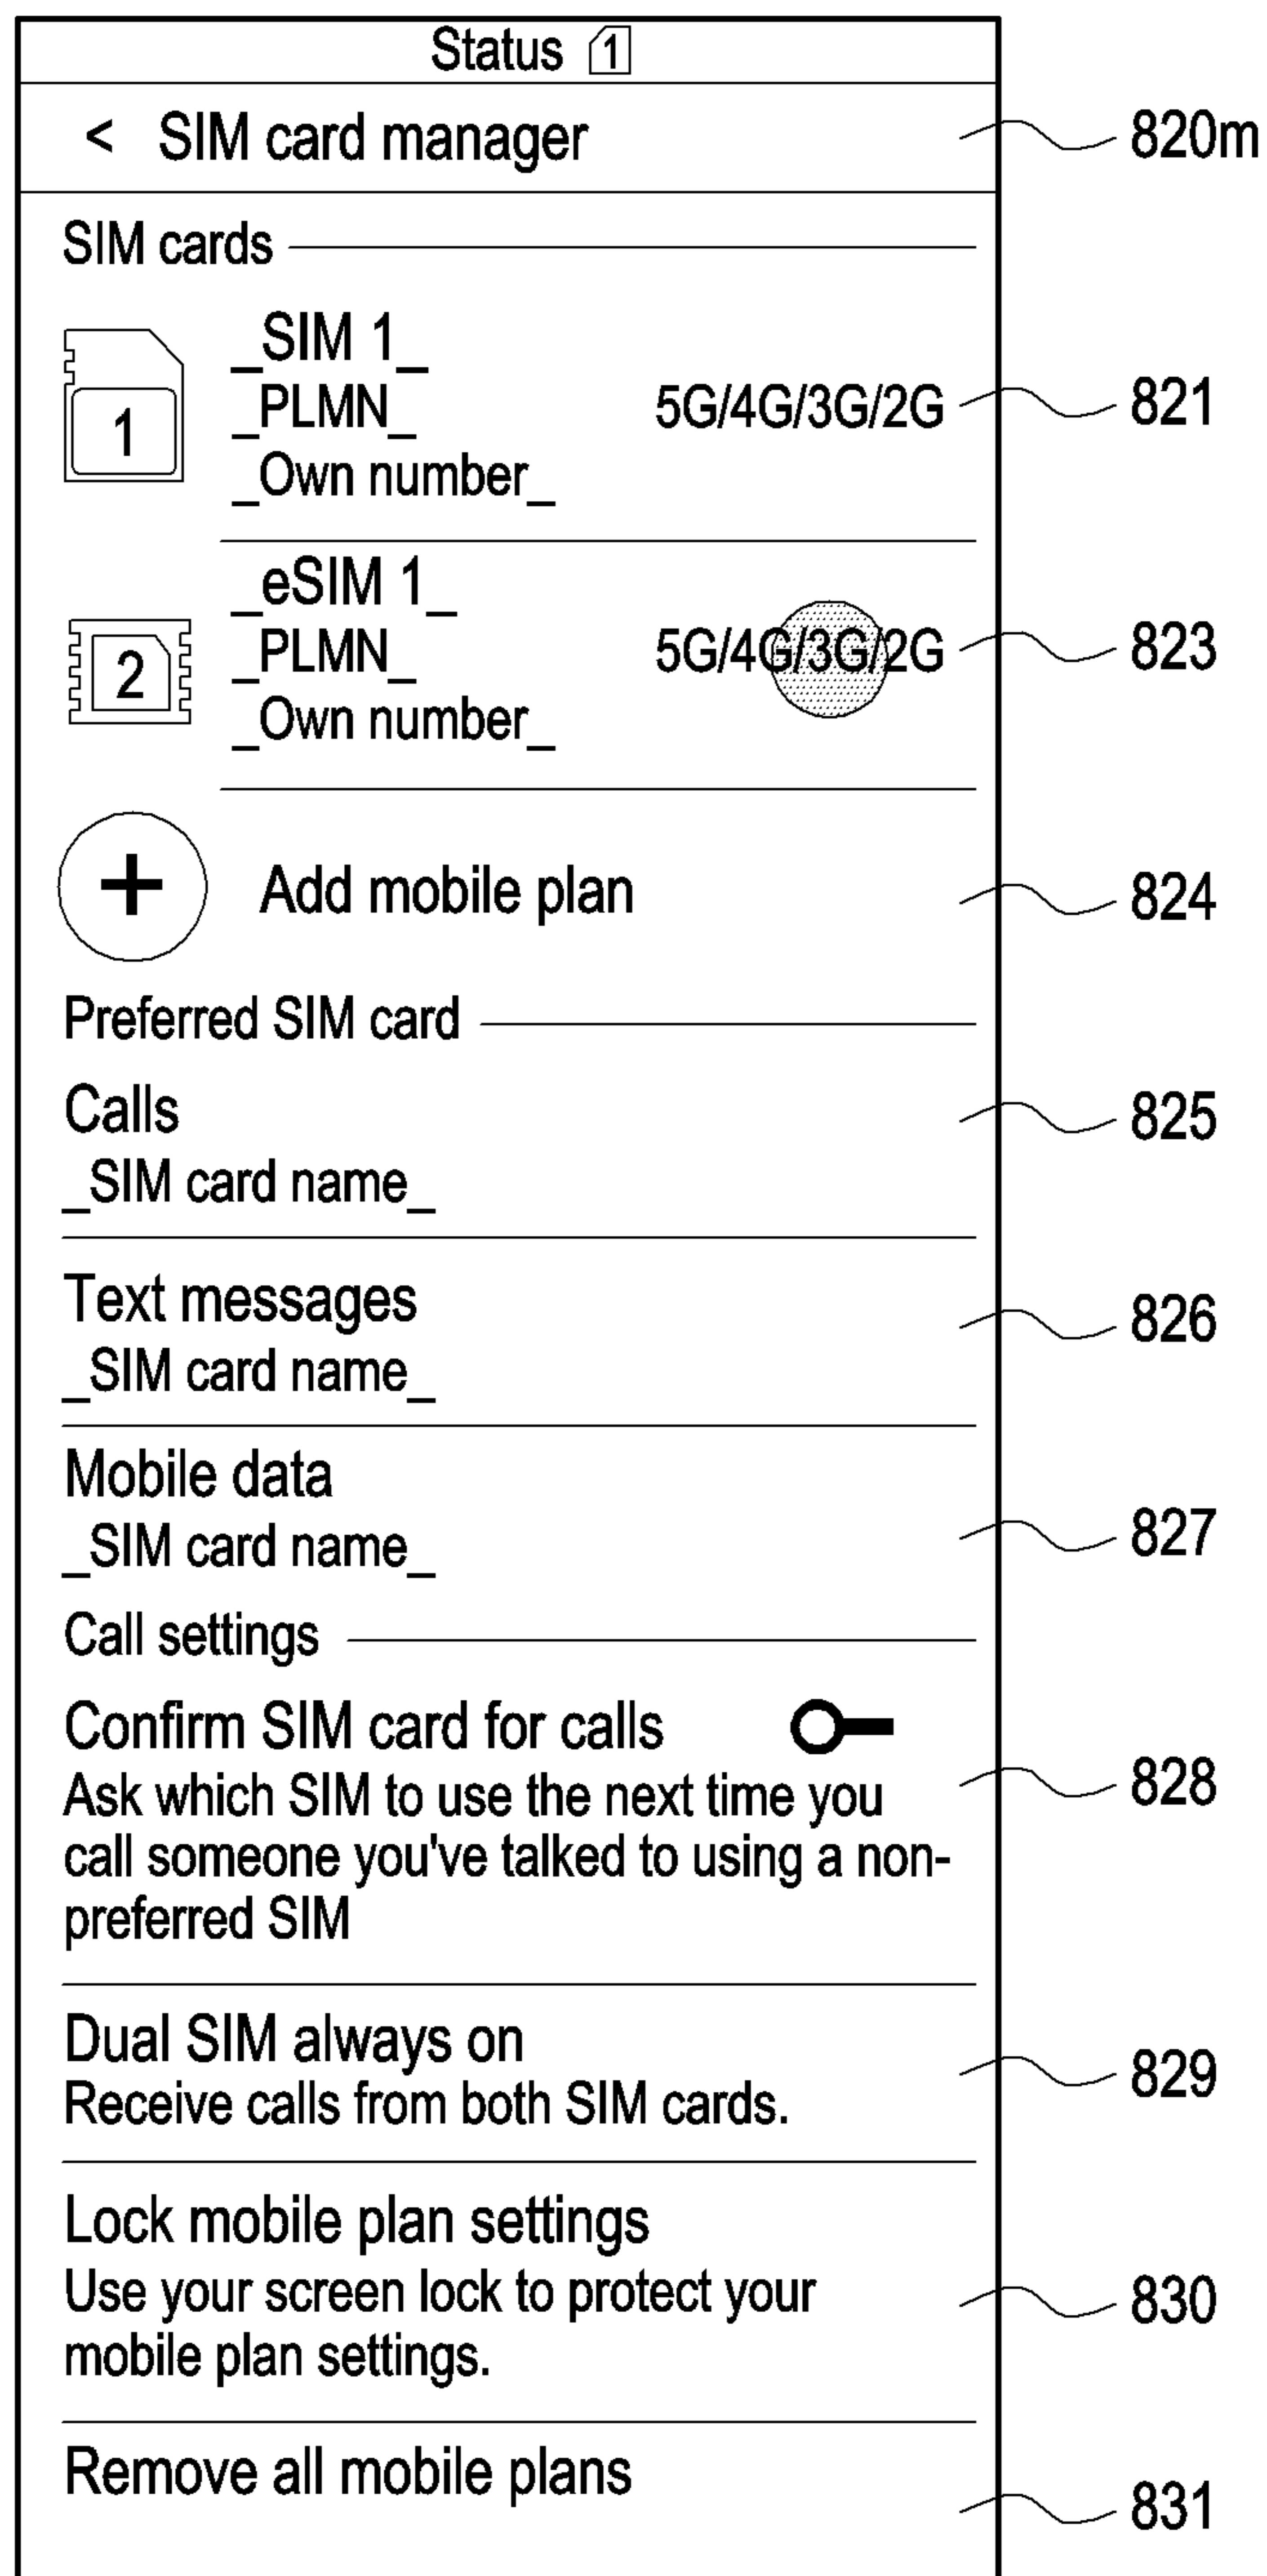 Status 1
< SIM card manager 820m
SIM cards
_SIM 1_
1 _PLMN_ 5G/4G/3G/2G 821
_Own number_
_eSIM 1_
2 _PLMN_ 5G/4G/3G/2G 823
_Own number_
+ Add mobile plan 824
Preferred SIM card
Calls 825
_SIM card name_
Text messages 826
_SIM card name_
Mobile data
_SIM card name_ 827
Call settings
Confirm SIM card for calls
Ask which SIM to use the next time you 828
call someone you've talked to using a non-
preferred SIM
Dual SIM always on
Receive calls from both SIM cards. 829
Lock mobile plan settings
Use your screen lock to protect your 830
mobile plan settings.
Remove all mobile plans
831